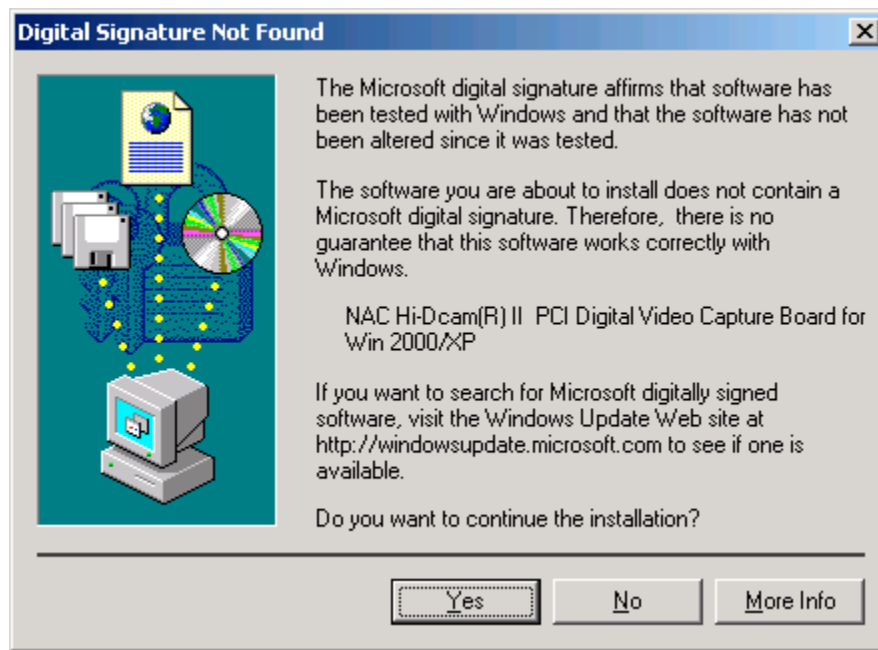 Digital Signature Not Found
The Microsoft digital signature affirms that software has
been tested with Windows and that the software has not
been altered since it was tested.
The software you are about to install does not contain a
Microsoft digital signature. Therefore,  there is no
guarantee that this software works correctly with
Windows.
NAC Hi-Dcam(R) II  PCI Digital Video Capture Board for
Win 2000/XP
If you want to search for Microsoft digitally signed
software, visit the Windows Update Web site at
http://windowsupdate.microsoft.com to see if one is
available.
Do you want to continue the installation?
Yes No More Info